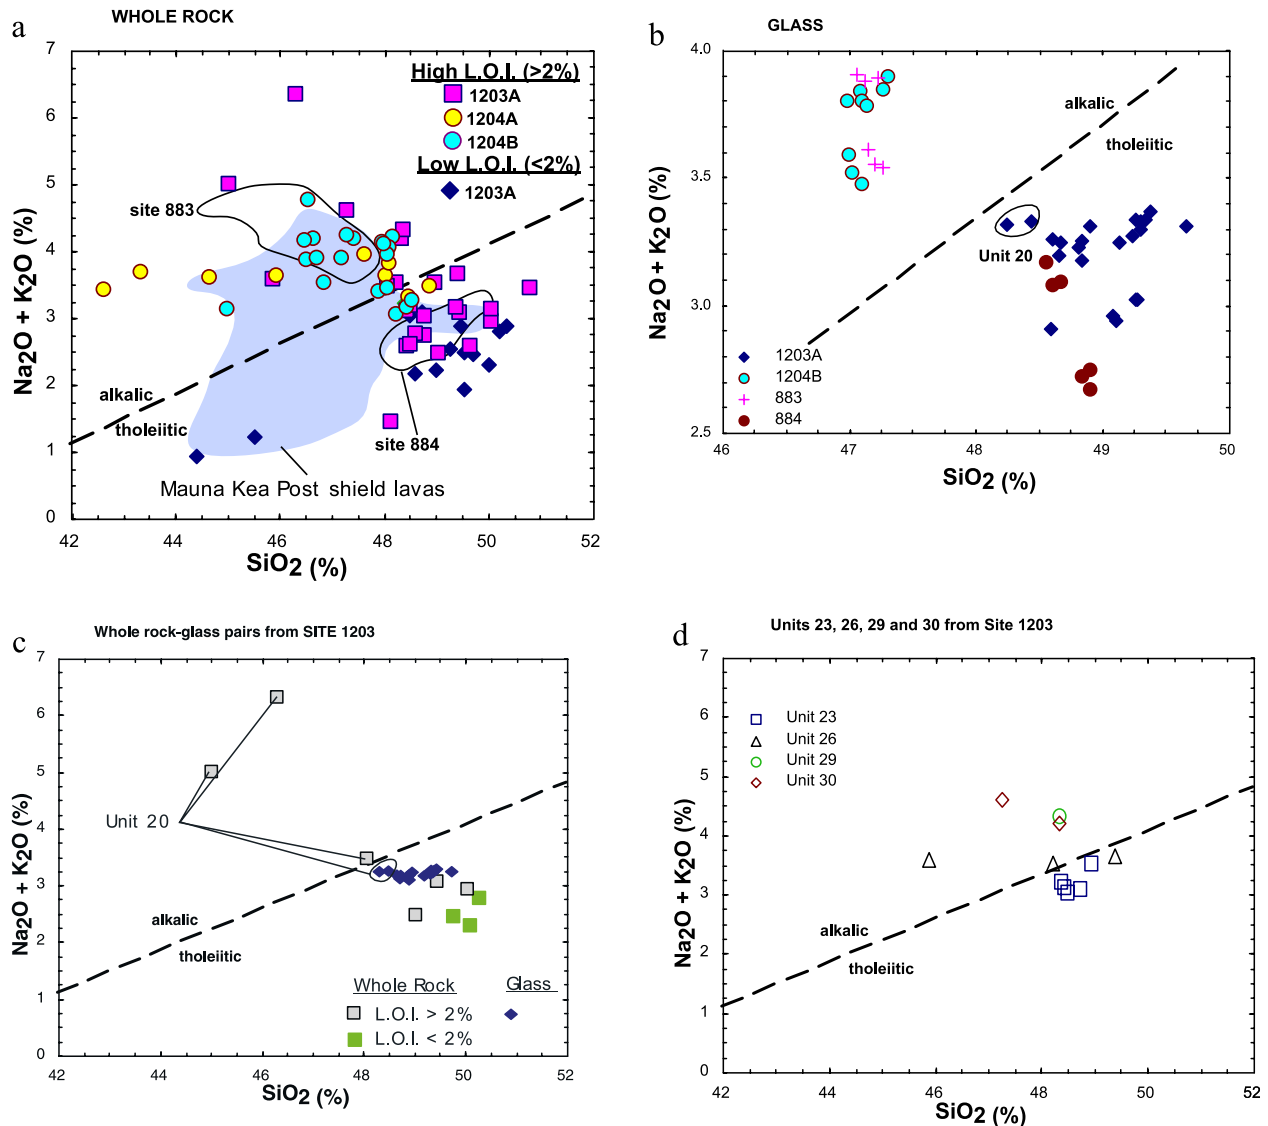 a
WHOLE ROCK
7
6
5
4
3
2
1
0
Na2O + K2O (%)
High L.O.I. (>2%)
1203A
1204A
1204B
Low L.O.I. (<2%)
1203A
site 883
alkalic
tholeiitic
site 884
Mauna Kea Post shield lavas
42 44 46 48 50 52
SiO2 (%)
b
GLASS
4.0
3.5
3.0
2.5
Na2O + K2O (%)
alkalic
tholeiitic
Unit 20
1203A
1204B
883
884
46 47 48 49 50
SiO2 (%)
c
Whole rock-glass pairs from SITE 1203
7
6
5
4
3
2
1
0
Na2O + K2O (%)
Unit 20
alkalic
tholeiitic
Whole Rock Glass
L.O.I. > 2%
L.O.I. < 2%
42 44 46 48 50 52
SiO2 (%)
d
Units 23, 26, 29 and 30 from Site 1203
7
6
5
4
3
2
1
0
Na2O + K2O (%)
Unit 23
Unit 26
Unit 29
Unit 30
alkalic
tholeiitic
42 44 46 48 50 52
SiO2 (%)